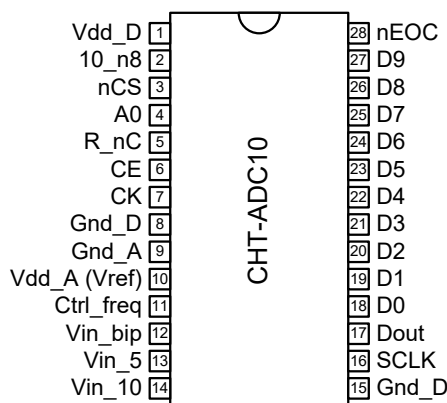 Vdd_D 1 28 nEOC
10_n8 2 27 D9
nCS 3 26 D8
A0 4 25 D7
R_nC 5 24 D6
CE 6 23 D5
CK 7 22 D4
Gnd_D 8 21 D3
Gnd_A 9 20 D2
Vdd_A (Vref) 10 19 D1
Ctrl_freq 11 18 D0
Vin_bip 12 17 Dout
Vin_5 13 16 SCLK
Vin_10 14 15 Gnd_D
CHT-ADC10